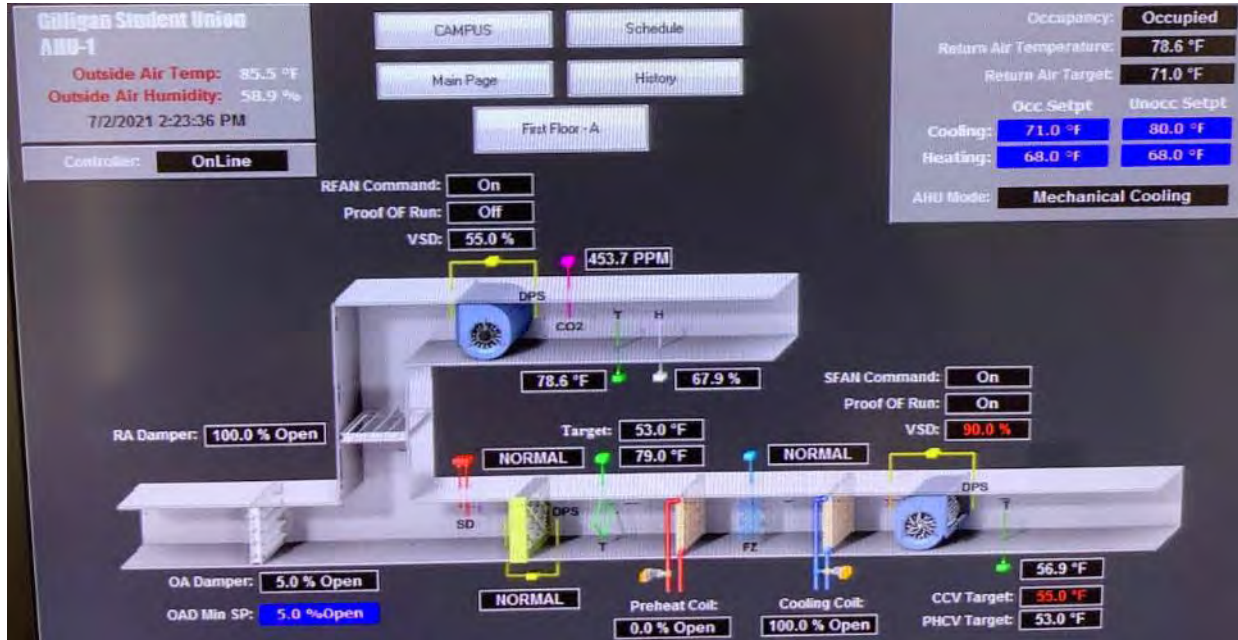 Gilligan Student Union
AHU-1
Outside Air Temp: 85.5 °F
Outside Air Humidity: 58.9 %
7/2/2021 2:23:36 PM
Controller: OnLine
CAMPUS
Schedule
Main Page
History
First Floor - A
Occupancy: Occupied
Return Air Temperature: 78.6 °F
Return Air Target: 71.0 °F
Occ Setpt Unocc Setpt
Cooling: 71.0 °F 80.0 °F
Heating: 68.0 °F 68.0 °F
AHU Mode: Mechanical Cooling
RFAN Command: On
Proof OF Run: Off
VSD: 55.0 %
453.7 PPM
DPS
CO2
T H
78.6 °F 67.9 %
SFAN Command: On
Proof OF Run: On
VSD: 90.0 %
RA Damper: 100.0 % Open
Target: 53.0 °F
NORMAL 79.0 °F NORMAL
SD
DPS
T
FZ
DPS
T
OA Damper: 5.0 % Open
OAD Min SP: 5.0 %Open
NORMAL
Preheat Coil:
0.0 % Open
Cooling Coil:
100.0 % Open
56.9 °F
CCV Target: 55.0 °F
PHCV Target: 53.0 °F